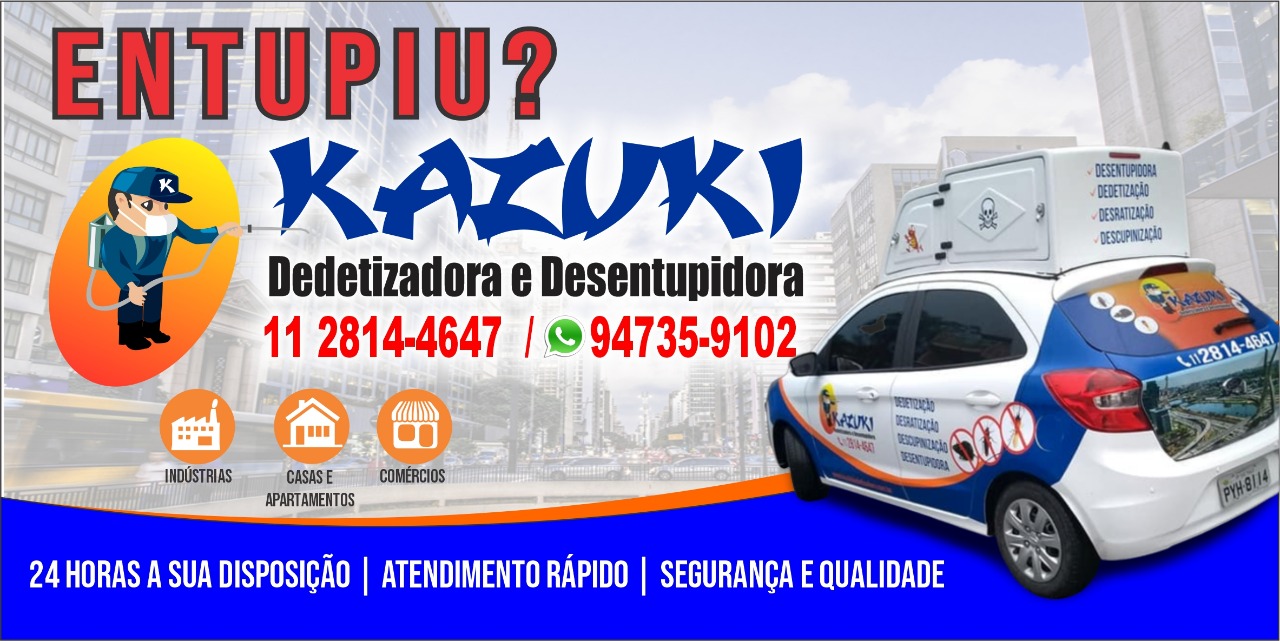 ENTUPIU?
K
KAZUKI
Dedetizadora e Desentupidora
11 2814-4647 / 94735-9102
INDÚSTRIAS
CASAS E
APARTAMENTOS
COMÉRCIOS
24 HORAS A SUA DISPOSIÇÃO | ATENDIMENTO RÁPIDO | SEGURANÇA E QUALIDADE
DESENTUPIDORA
DEDETIZAÇÃO
DESRATIZAÇÃO
DESCUPINIZAÇÃO
KAZUKI
11 2814-4647
KAZUKI
11 2814-4647
DEDETIZAÇÃO
DESRATIZAÇÃO
DESCUPINIZAÇÃO
DESENTUPIDORA
PYH-8114